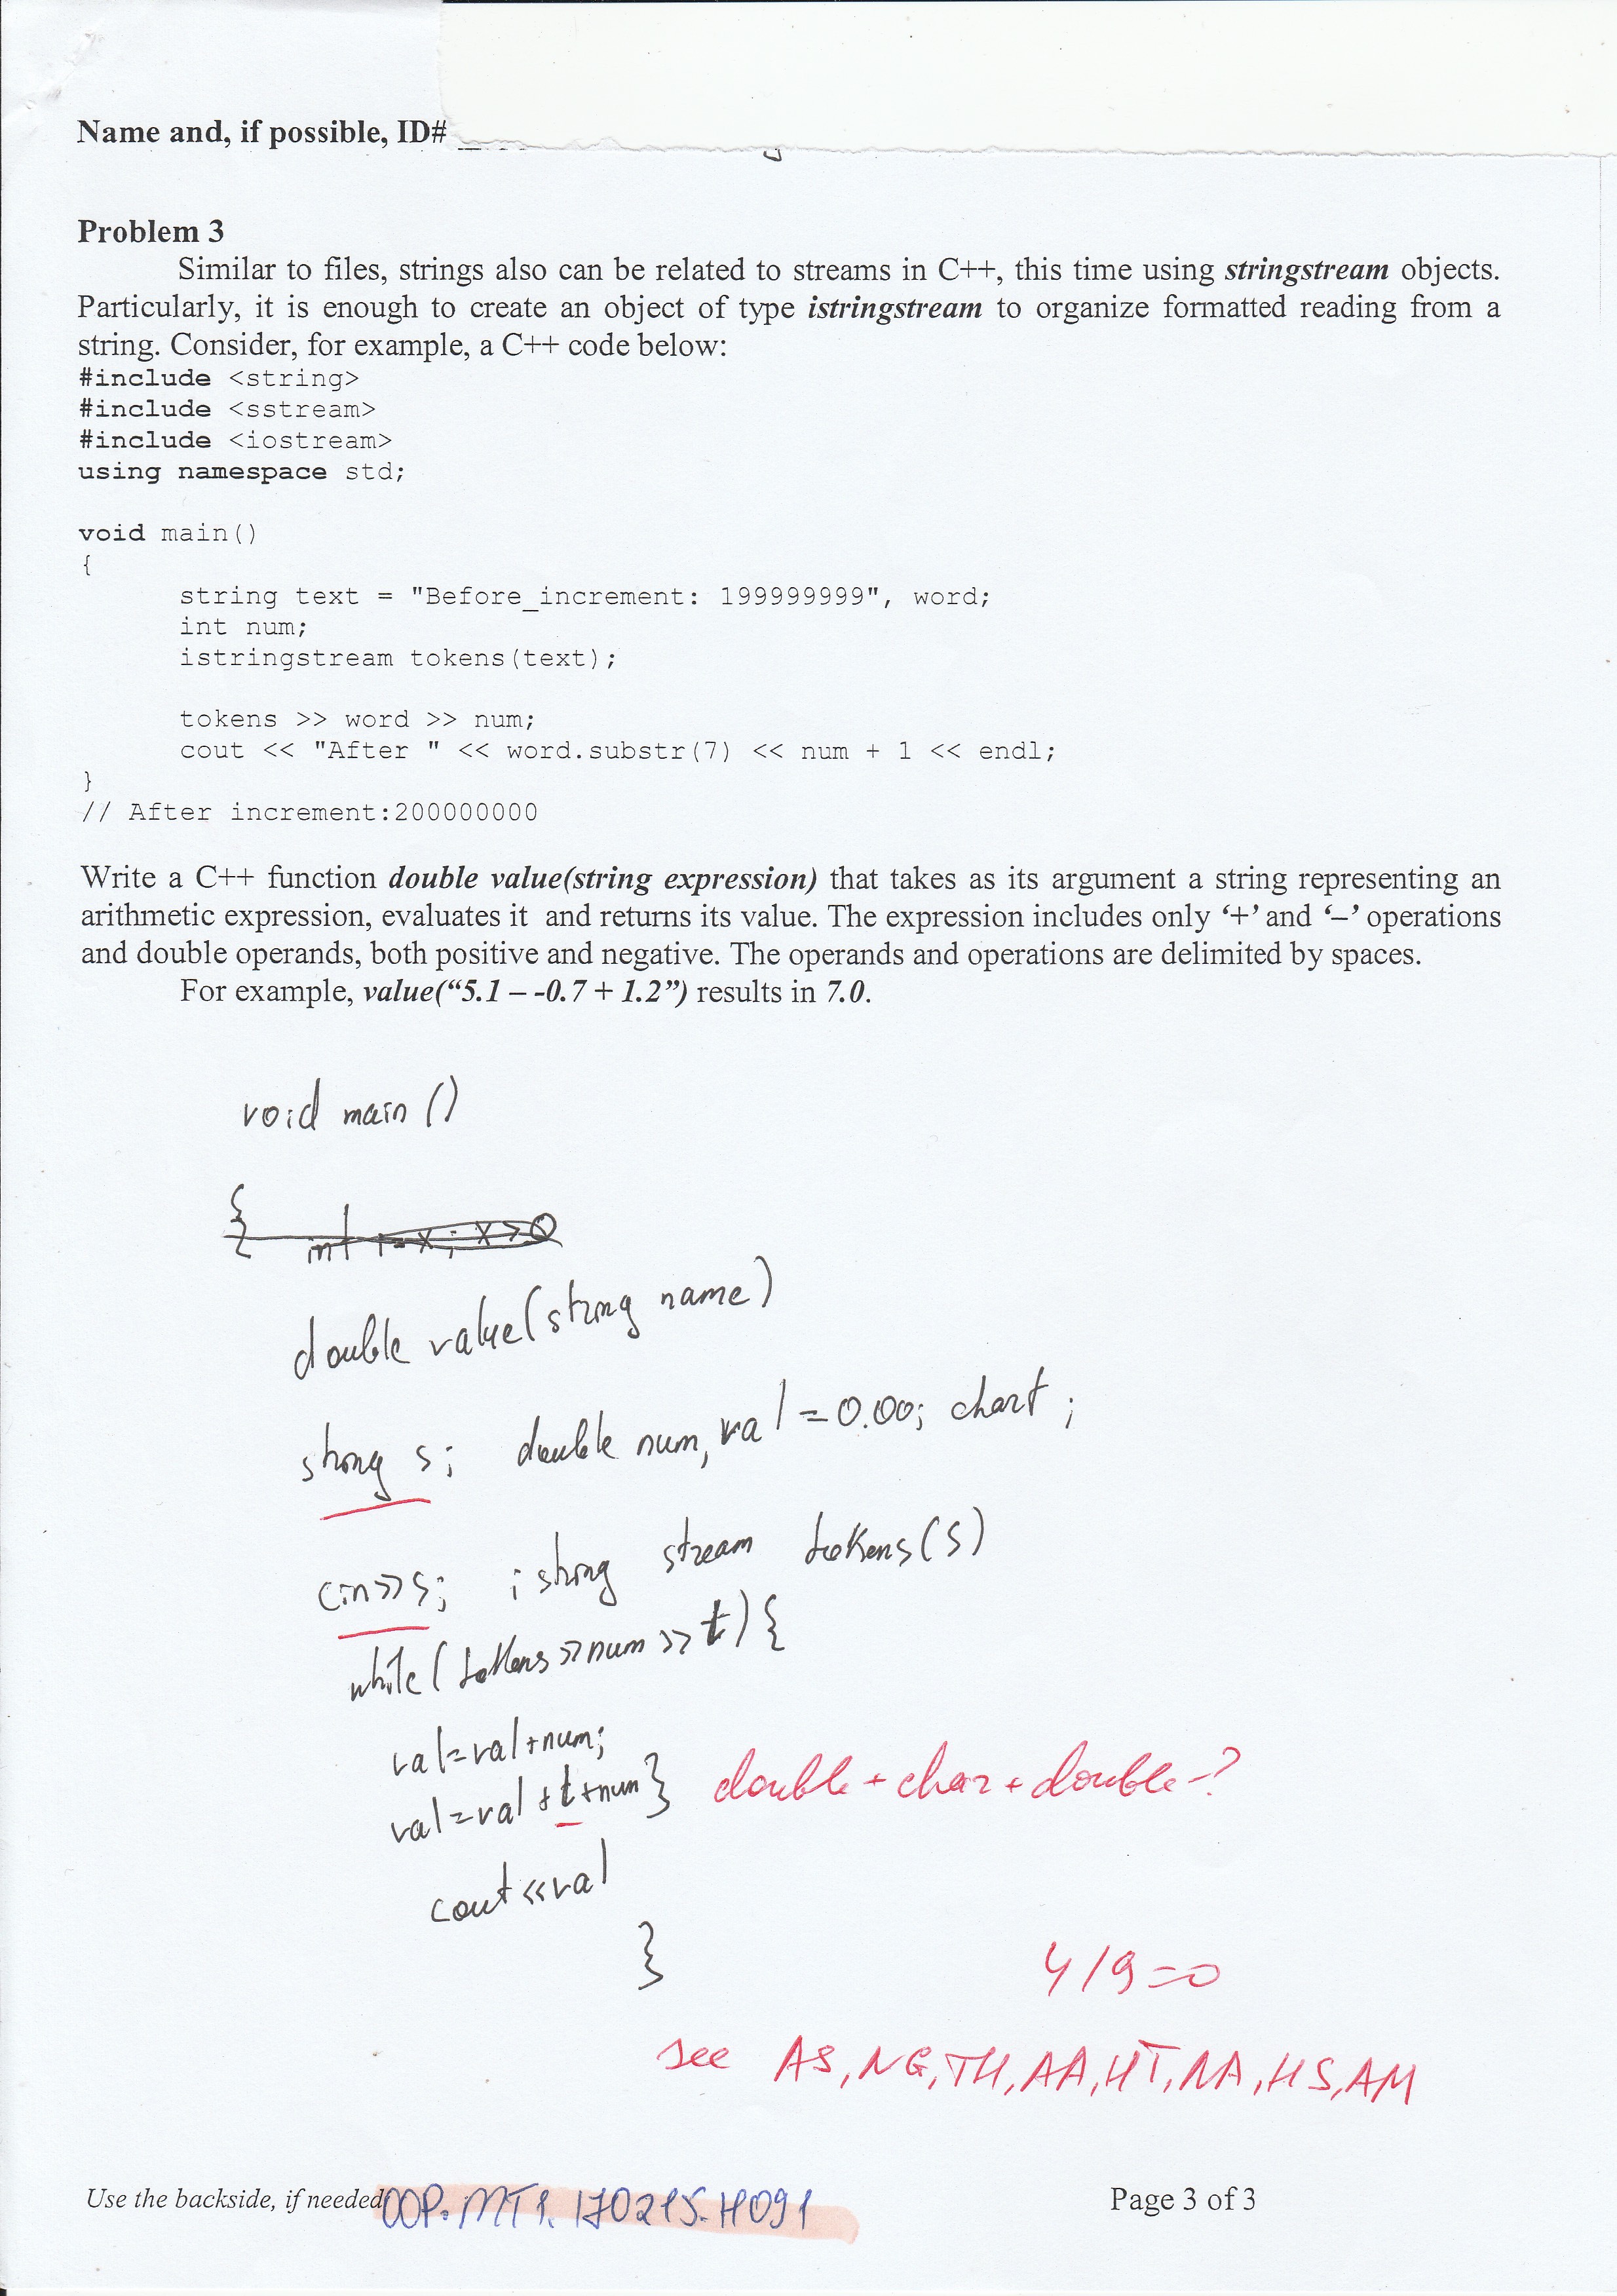 Name and, if possible, ID#
Problem 3
Similar to files, strings also can be related to streams in C++, this time using stringstream objects.
Particularly, it is enough to create an object of type istringstream to organize formatted reading from a
string. Consider, for example, a C++ code below:
#include <string>
#include <sstream>
#include <iostream>
using namespace std;
void main()
{
string text = "Before_increment: 199999999", word;
int num;
istringstream tokens(text);
tokens >> word >> num;
cout << "After " << word.substr(7) << num + 1 << endl;
}
// After increment:200000000
Write a C++ function double value(string expression) that takes as its argument a string representing an
arithmetic expression, evaluates it and returns its value. The expression includes only ‘+’ and ‘–’ operations
and double operands, both positive and negative. The operands and operations are delimited by spaces.
For example, value(“5.1 – -0.7 + 1.2”) results in 7.0.
void main ()
{ int i=x; x>0
double value(string name)
string s; double num, val=0.00; char t;
cin>>s; istring stream tokens(s)
while(tokens>>num>>t){
val=val+num;
val=val+t+num} double+char+double-?
cout<<val
}
4/9=0
see AS,NG,TH,AA,HT,NA,HS,AM
Use the backside, if needed OOP.MT1.170215.H091 Page 3 of 3